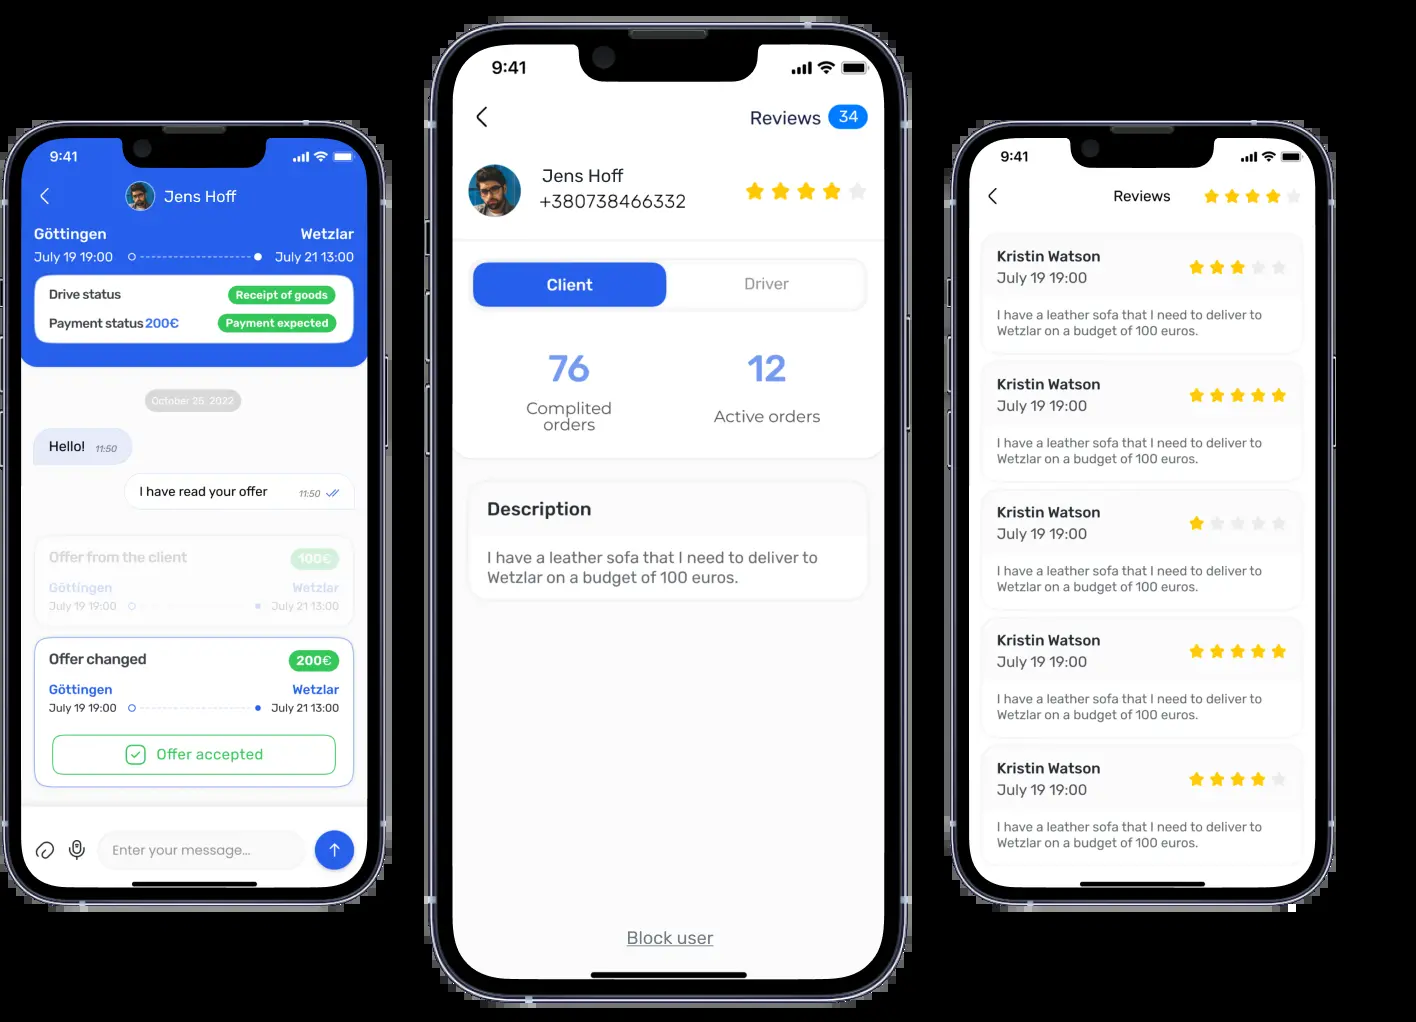 9:41
Jens Hoff
Göttingen Wetzlar
July 19 19:00 July 21 13:00
Drive status Receipt of goods
Payment status 200€ Payment expected
October 25, 2022
Hello! 11:50
I have read your offer 11:50
Offer from the client 100€
Göttingen Wetzlar
July 19 19:00 July 21 13:00
Offer changed 200€
Göttingen Wetzlar
July 19 19:00 July 21 13:00
Offer accepted
Enter your message...
9:41
Reviews 34
Jens Hoff
+380738466332
Client Driver
76 12
Complited
orders
Active orders
Description
I have a leather sofa that I need to deliver to
Wetzlar on a budget of 100 euros.
Block user
9:41
Reviews
Kristin Watson
July 19 19:00
I have a leather sofa that I need to deliver to
Wetzlar on a budget of 100 euros.
Kristin Watson
July 19 19:00
I have a leather sofa that I need to deliver to
Wetzlar on a budget of 100 euros.
Kristin Watson
July 19 19:00
I have a leather sofa that I need to deliver to
Wetzlar on a budget of 100 euros.
Kristin Watson
July 19 19:00
I have a leather sofa that I need to deliver to
Wetzlar on a budget of 100 euros.
Kristin Watson
July 19 19:00
I have a leather sofa that I need to deliver to
Wetzlar on a budget of 100 euros.